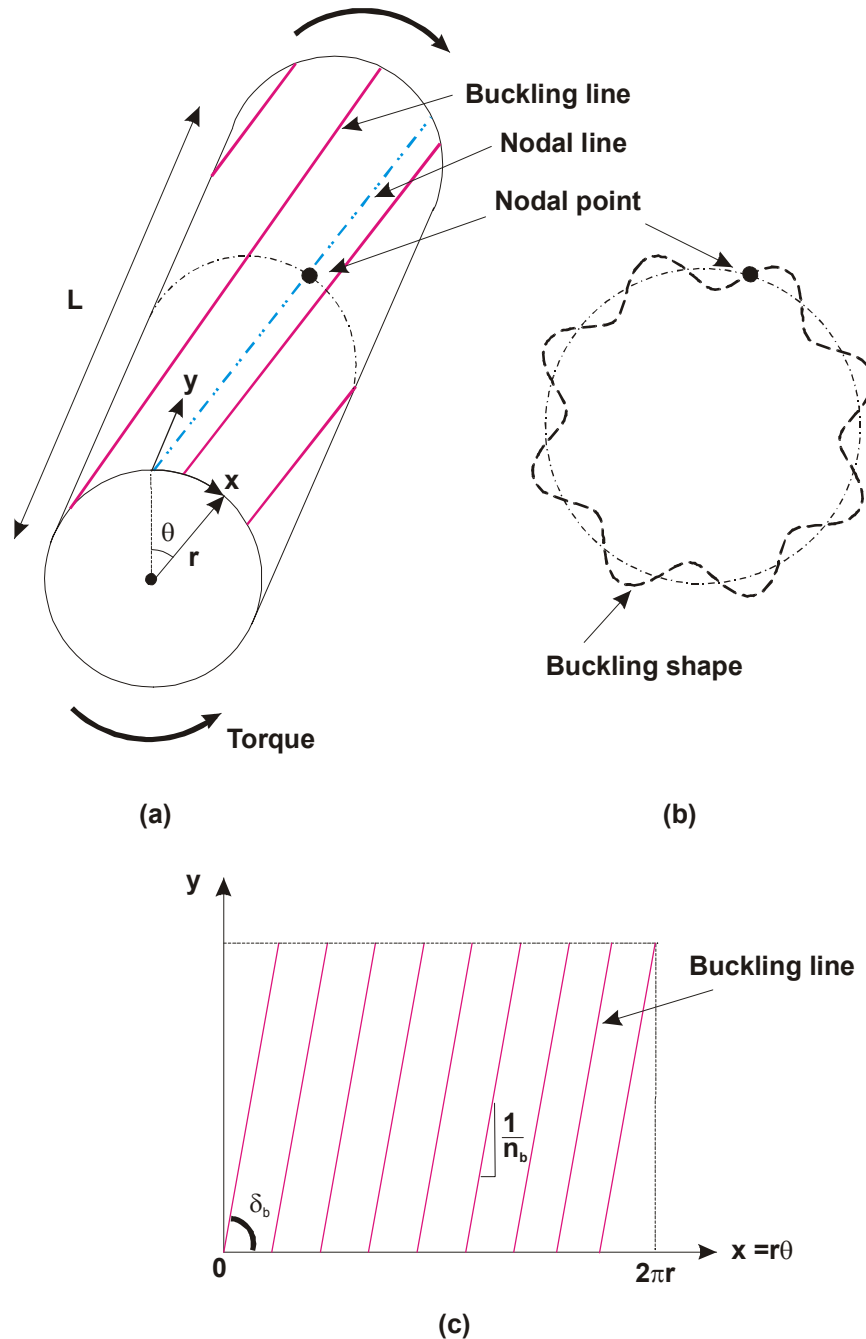 Buckling line
Nodal line
Nodal point
L
y
x
θ
r
Torque
Buckling shape
(a)
(b)
y
Buckling line
1
n_b
δ_b
0
2πr
x =rθ
(c)